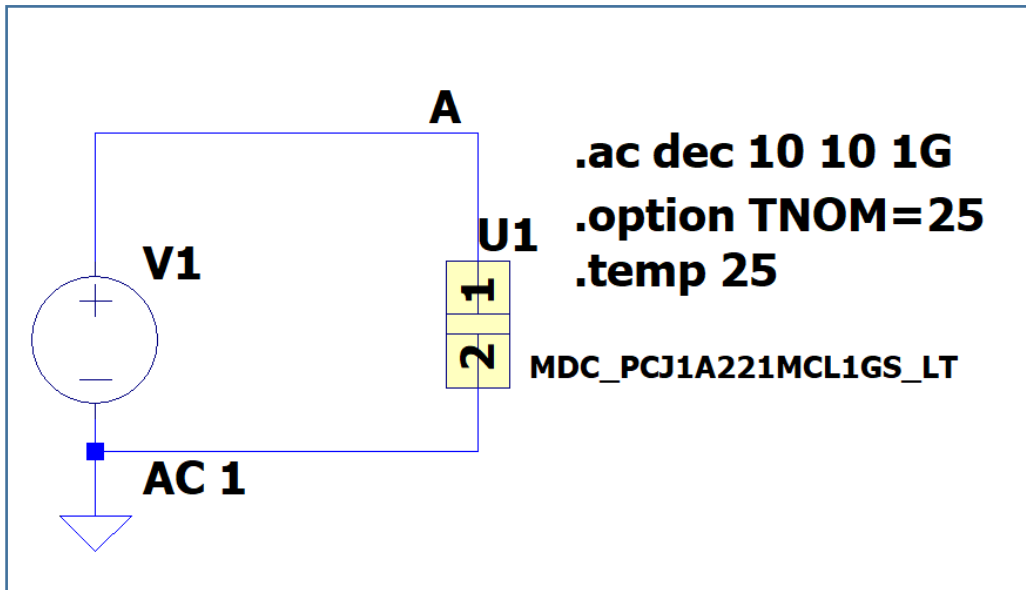 A
.ac dec 10 10 1G
.option TNOM=25
U1
.temp 25
V1
1
2
MDC_PCJ1A221MCL1GS_LT
AC 1